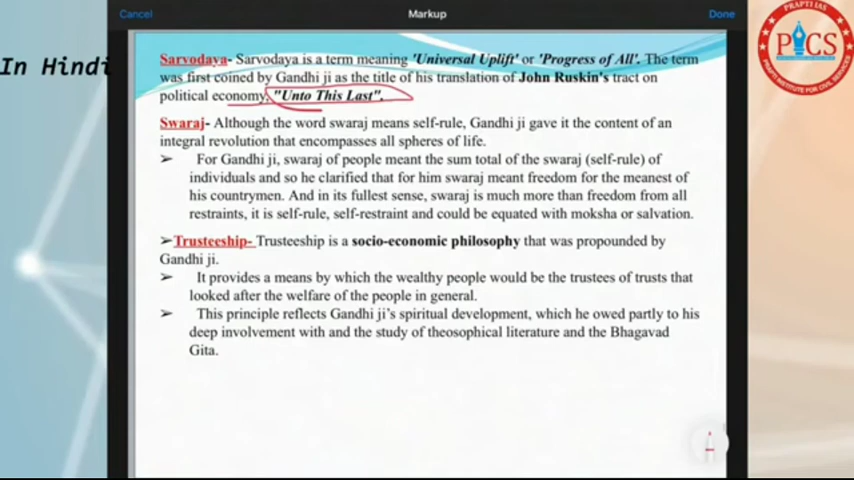 Cancel
Markup
Done
In Hindi
PRAPTI IAS
PiCS
PRAPTI INSTITUTE FOR CIVIL SERVICES
Sarvodaya- Sarvodaya is a term meaning 'Universal Uplift' or 'Progress of All'. The term
was first coined by Gandhi ji as the title of his translation of John Ruskin's tract on
political economy, "Unto This Last".
Swaraj- Although the word swaraj means self-rule, Gandhi ji gave it the content of an
integral revolution that encompasses all spheres of life.
➢ For Gandhi ji, swaraj of people meant the sum total of the swaraj (self-rule) of
individuals and so he clarified that for him swaraj meant freedom for the meanest of
his countrymen. And in its fullest sense, swaraj is much more than freedom from all
restraints, it is self-rule, self-restraint and could be equated with moksha or salvation.
➢Trusteeship- Trusteeship is a socio-economic philosophy that was propounded by
Gandhi ji.
➢ It provides a means by which the wealthy people would be the trustees of trusts that
looked after the welfare of the people in general.
➢ This principle reflects Gandhi ji's spiritual development, which he owed partly to his
deep involvement with and the study of theosophical literature and the Bhagavad
Gita.